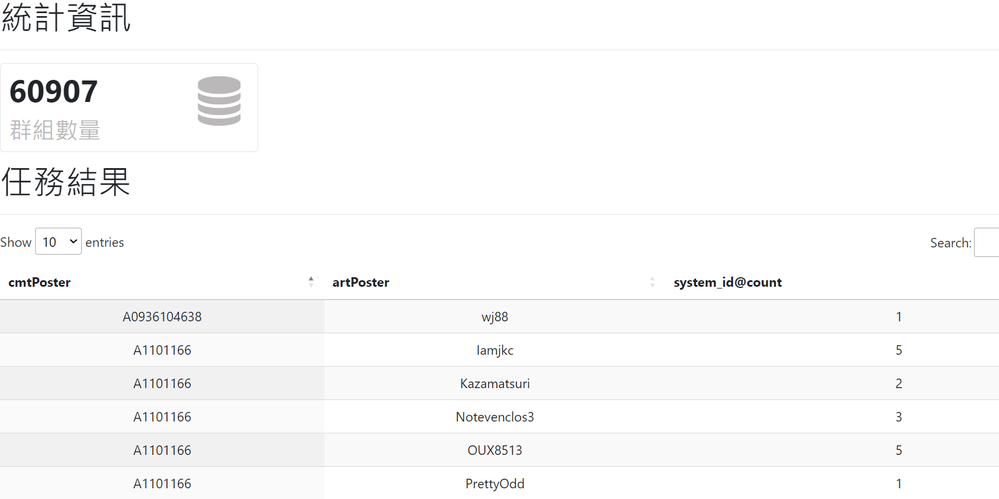 統計資訊
60907
群組數量
任務結果
Show 10 entries Search:
cmtPoster artPoster system_id@count
A0936104638 wj88 1
A1101166 Iamjkc 5
A1101166 Kazamatsuri 2
A1101166 Notevenclos3 3
A1101166 OUX8513 5
A1101166 PrettyOdd 1